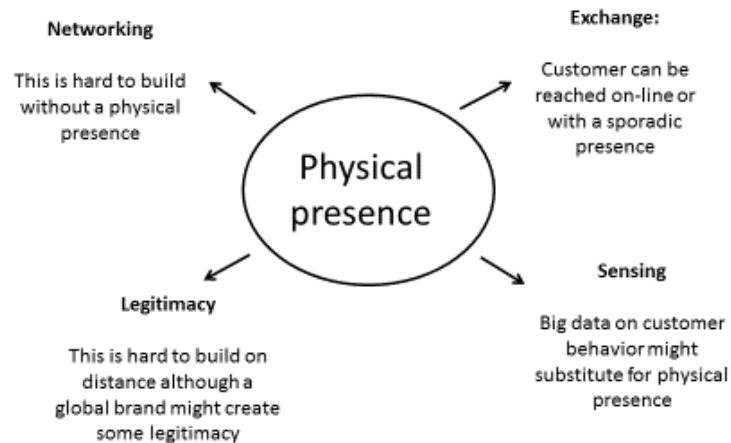 Networking
This is hard to build
without a physical
presence
Exchange:
Customer can be
reached on-line or
with a sporadic
presence
Physical
presence
Legitimacy
This is hard to build on
distance although a
global brand might create
some legitimacy
Sensing
Big data on customer
behavior might
substitute for physical
presence